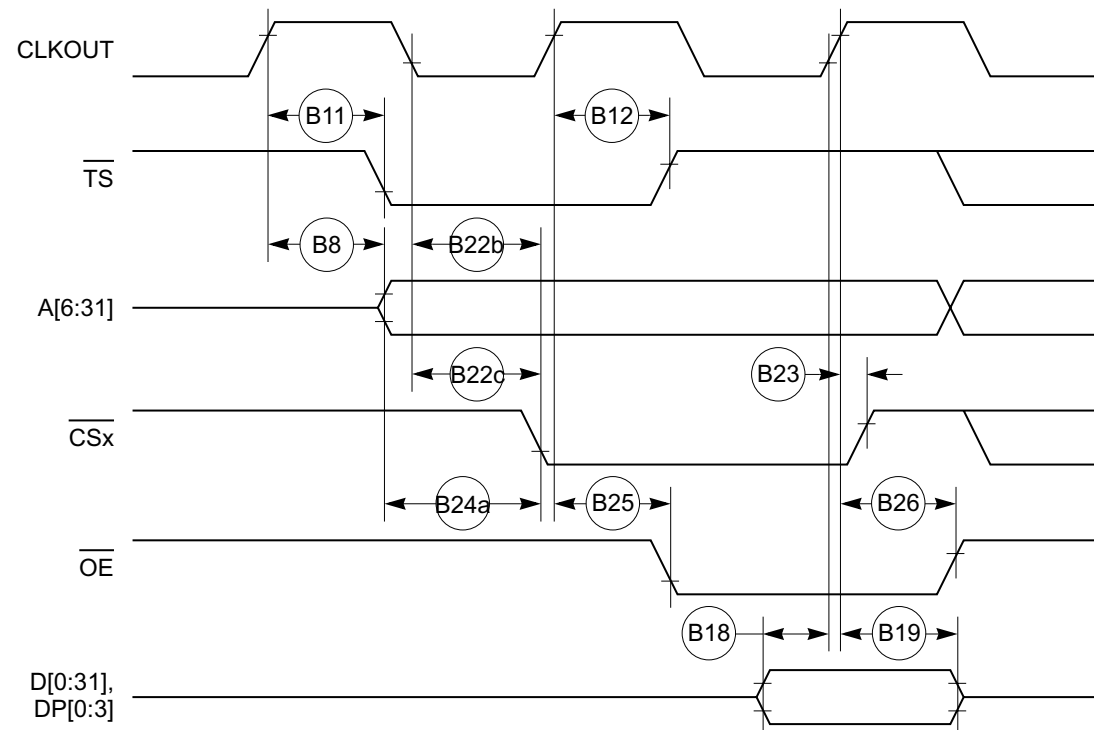 CLKOUT
B11
B12
TS
B8
B22b
A[6:31]
B22c
B23
CSx
B24a
B25
B26
OE
B18
B19
D[0:31],
DP[0:3]